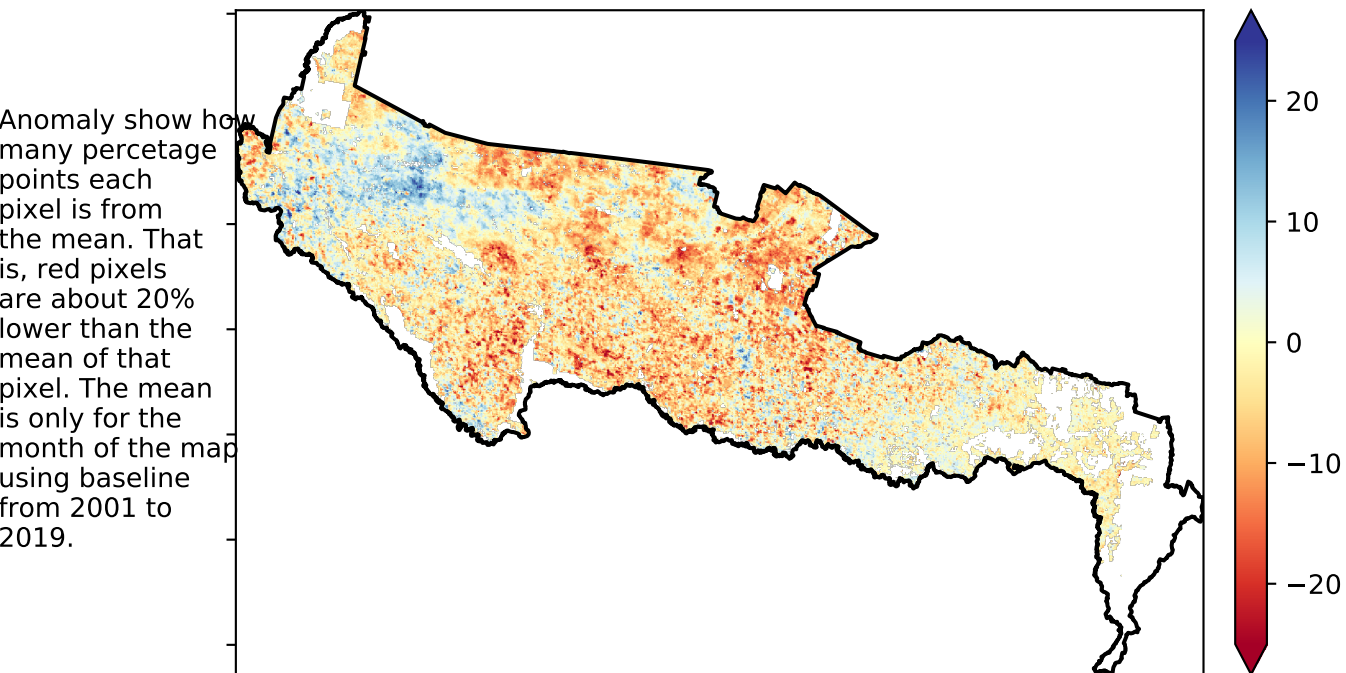 Anomaly show how
many percetage
points each
pixel is from
the mean. That
is, red pixels
are about 20%
lower than the
mean of that
pixel. The mean
is only for the
month of the map
using baseline
from 2001 to
2019.
20
10
0
−10
−20